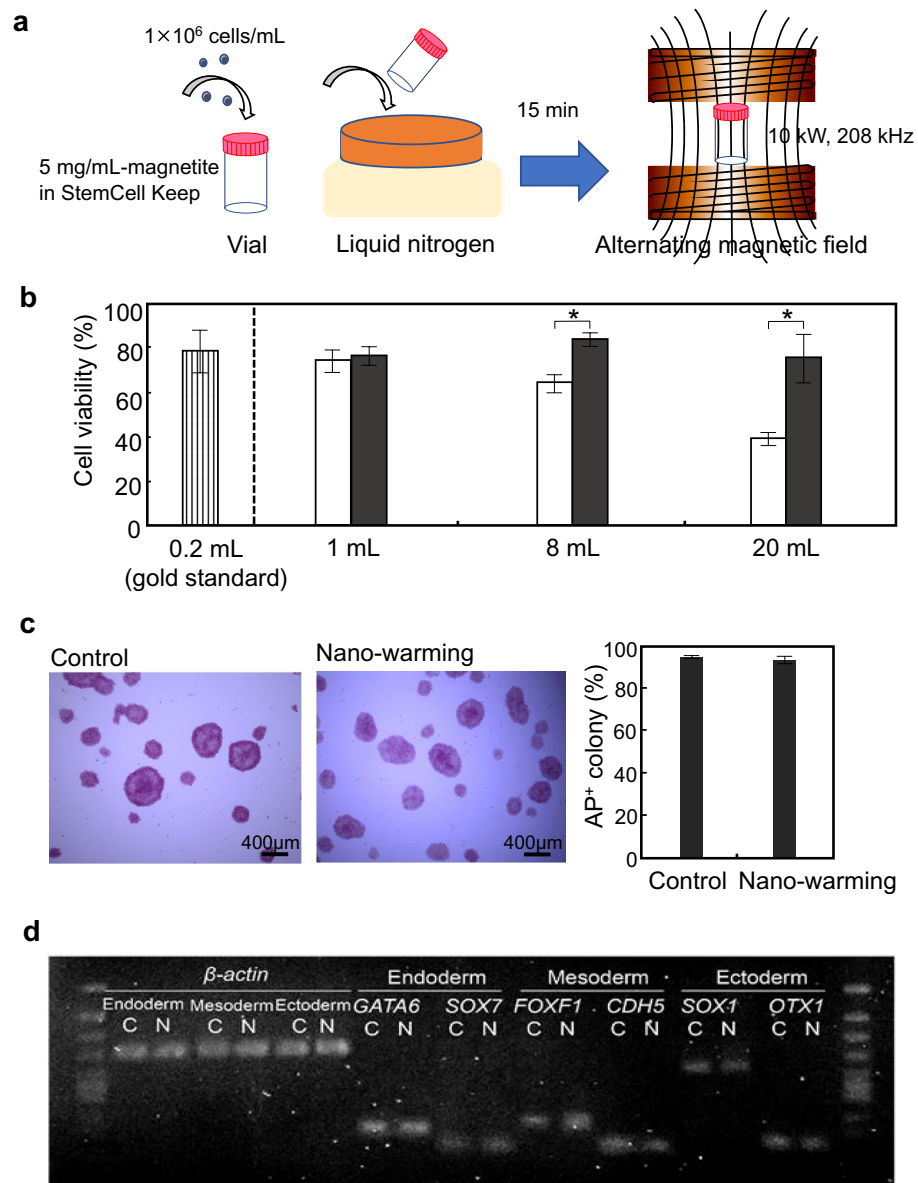 a
1×10⁶ cells/mL
5 mg/mL-magnetite
in StemCell Keep
Vial
Liquid nitrogen
15 min
10 kW, 208 kHz
Alternating magnetic field
b
Cell viability (%)
100
80
60
40
20
0
*
*
0.2 mL
(gold standard)
1 mL
8 mL
20 mL
c
Control
400μm
Nano-warming
400μm
AP⁺ colony (%)
100
80
60
40
20
0
Control
Nano-warming
d
β-actin
Endoderm
Mesoderm
Ectoderm
Endoderm Mesoderm Ectoderm
GATA6 SOX7 FOXF1 CDH5 SOX1 OTX1
C N C N C N C N C N C N C N C N C N